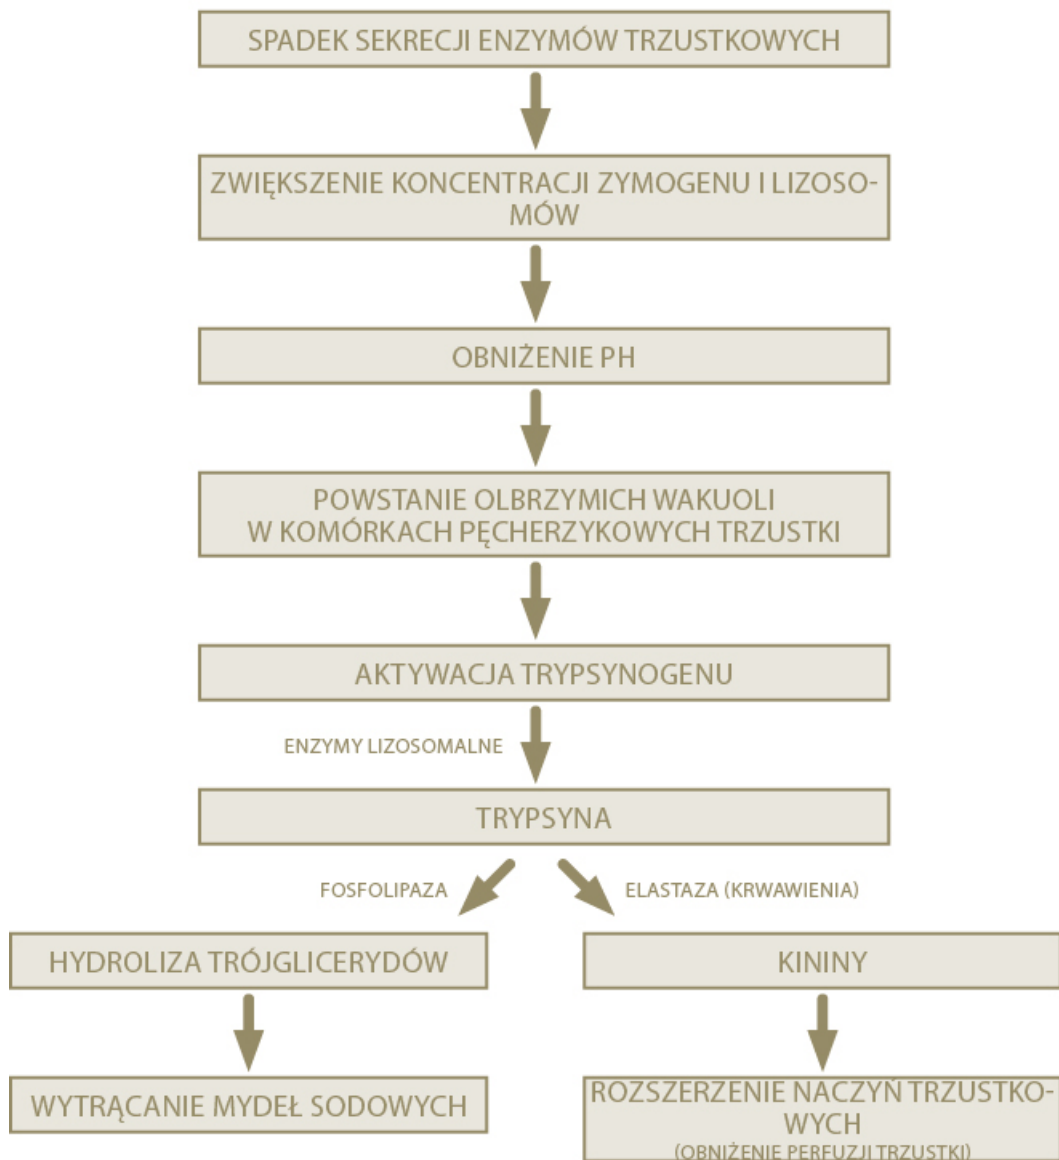 SPADEK SEKRECJI ENZYMÓW TRZUSTKOWYCH
ZWIĘKSZENIE KONCENTRACJI ZYMOGENU I LIZOSO-
MÓW
OBNIŻENIE PH
POWSTANIE OLBRZYMICH WAKUOLI
W KOMÓRKACH PĘCHERZYKOWYCH TRZUSTKI
AKTYWACJA TRYPSYNOGENU
ENZYMY LIZOSOMALNE
TRYPSYNA
FOSFOLIPAZA
ELASTAZA (KRWAWIENIA)
HYDROLIZA TRÓJGLICERYDÓW
KININY
WYTRĄCANIE MYDEŁ SODOWYCH
ROZSZERZENIE NACZYŃ TRZUSTKO-
WYCH
(OBNIŻENIE PERFUZJI TRZUSTKI)